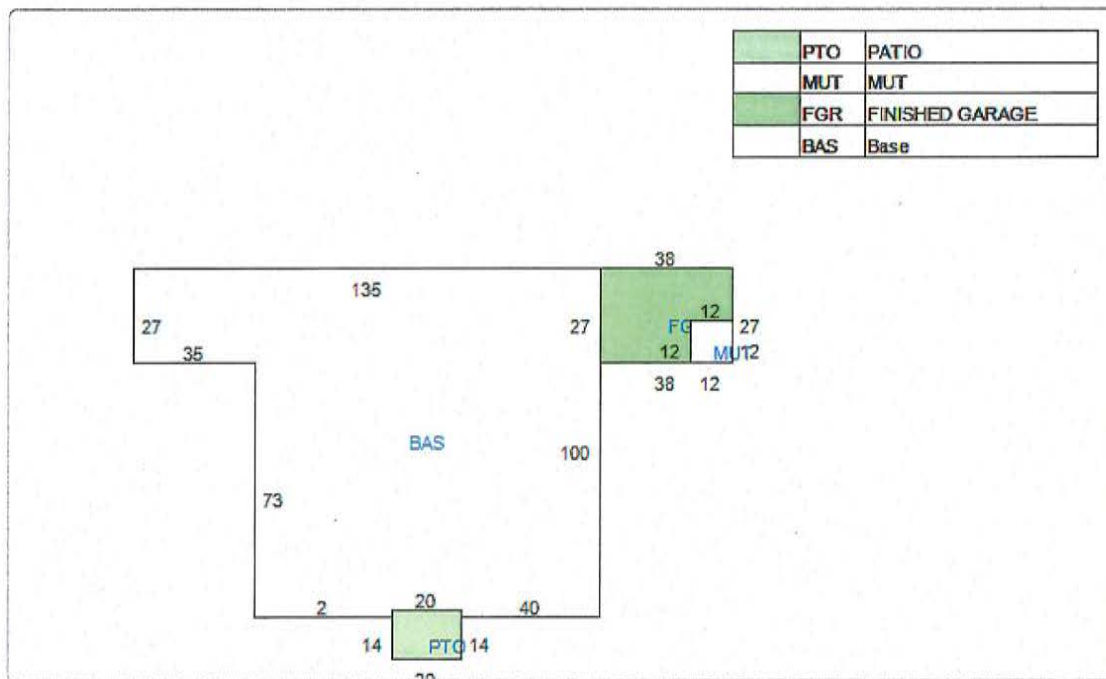 PTO PATIO
MUT MUT
FGR FINISHED GARAGE
BAS Base
38
135
12
27
27
FG
27
12
MUT
12
35
38
12
BAS
100
73
2
20
40
14
PTO
14